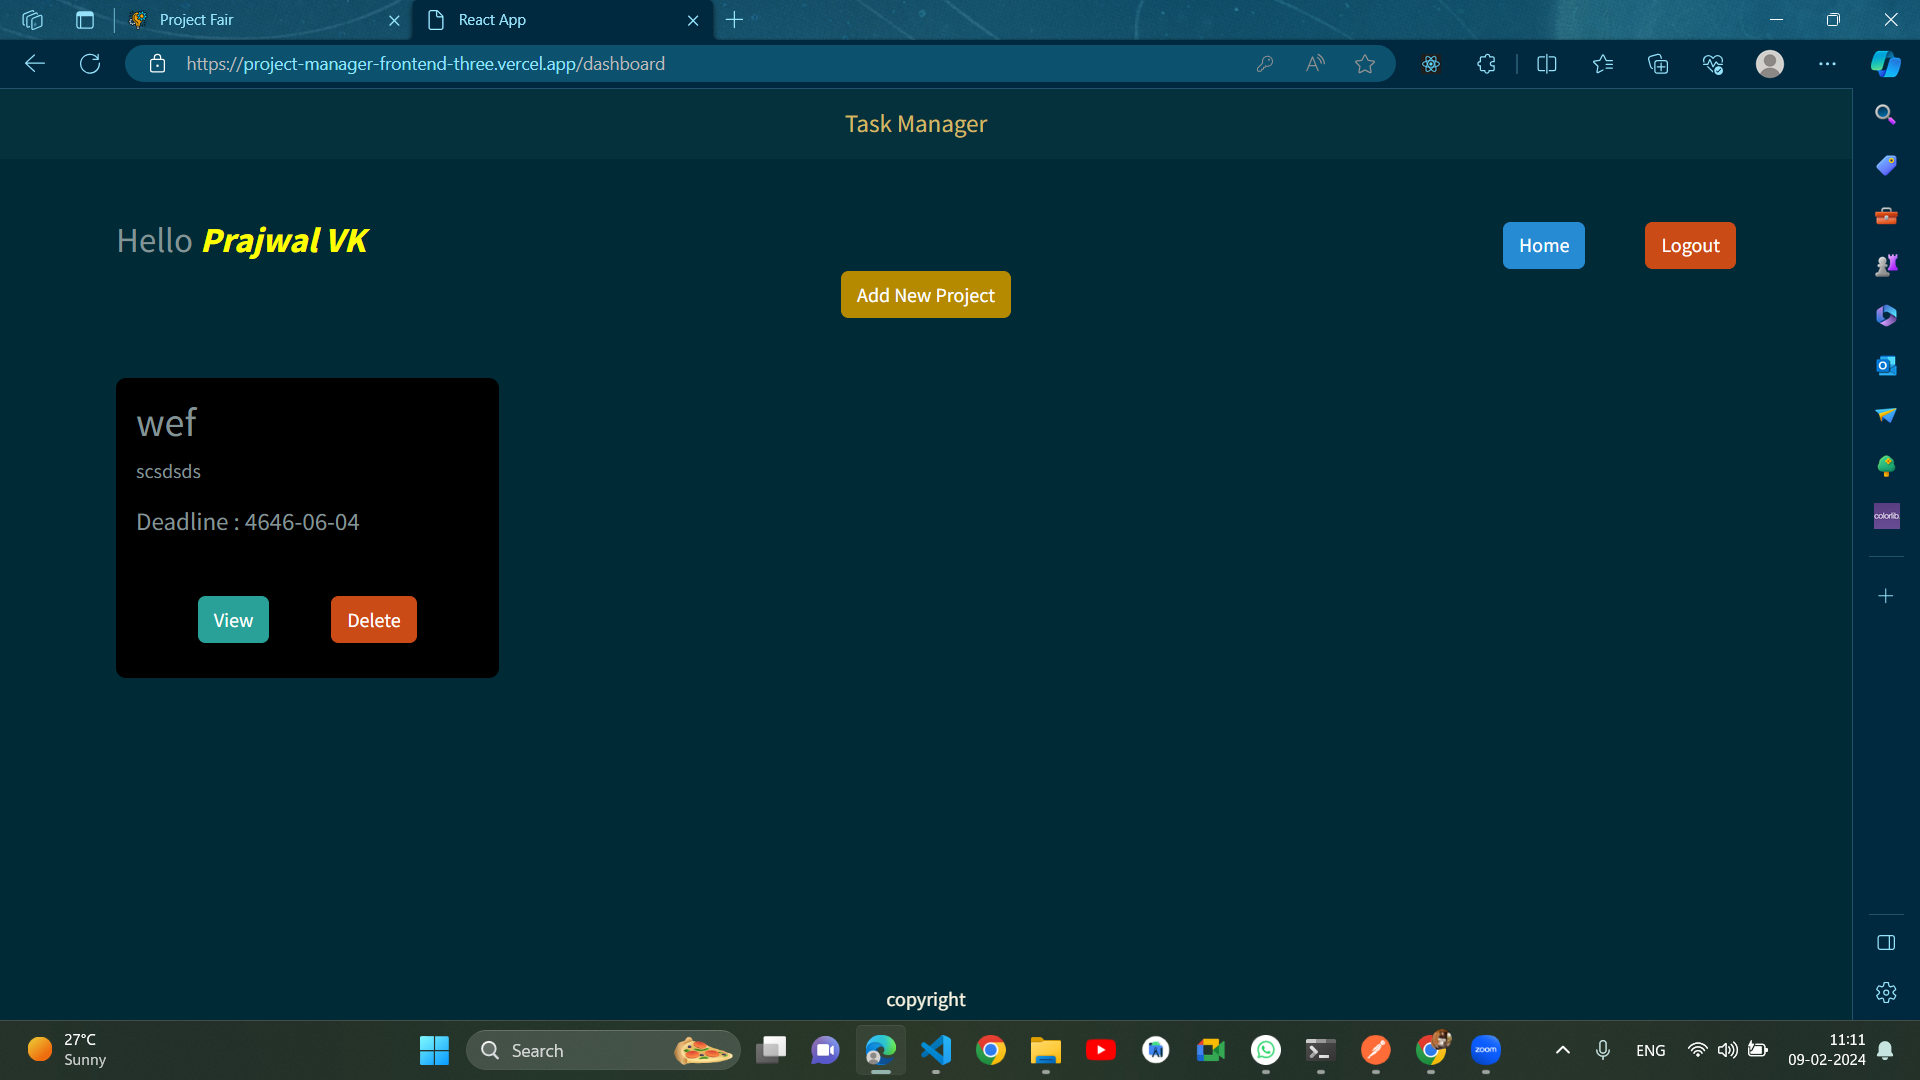 Project Fair
React App
https://project-manager-frontend-three.vercel.app/dashboard
Task Manager
Hello Prajwal VK
Home
Logout
Add New Project
wef
scsdsds
Deadline : 4646-06-04
View
Delete
colorlib.
copyright
27°C
Sunny
Search
zoom
ENG
11:11
09-02-2024